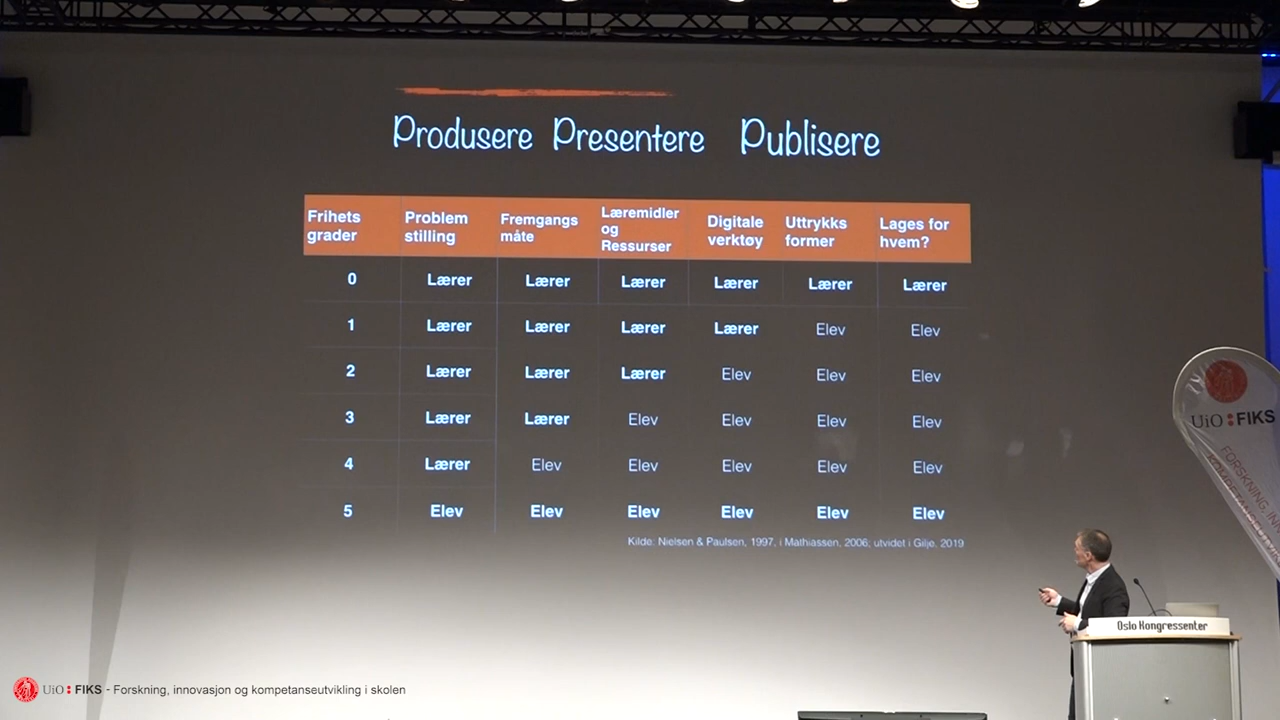 Produsere Presentere Publisere
Frihets grader Problem stilling Fremgangs måte Læremidler og Ressurser Digitale verktøy Uttrykks former Lages for hvem?
0 Lærer Lærer Lærer Lærer Lærer Lærer
1 Lærer Lærer Lærer Lærer Elev Elev
2 Lærer Lærer Lærer Elev Elev Elev
3 Lærer Lærer Elev Elev Elev Elev
4 Lærer Elev Elev Elev Elev Elev
5 Elev Elev Elev Elev Elev Elev
Kilde: Nielsen & Paulsen, 1997, i Mathiassen, 2006; utvidet i Gilje, 2019
UiO:FIKS
FORSKNING, INN
KOMPETANSEUTVIKL
Oslo Kongressenter
UiO:FIKS - Forskning, innovasjon og kompetanseutvikling i skolen